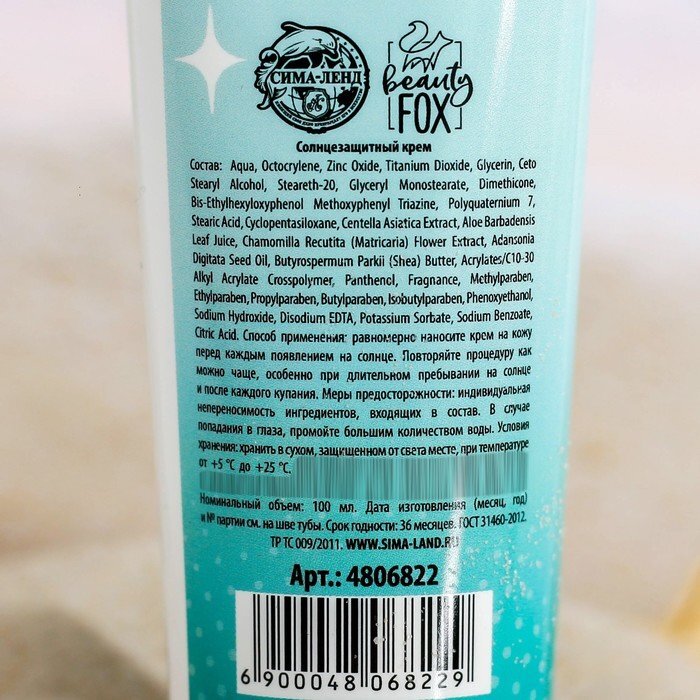 СИМА-ЛЕНД
beauty
FOX
Солнцезащитный крем
Состав: Aqua, Octocrylene, Zinc Oxide, Titanium Dioxide, Glycerin, Ceto
Stearyl Alcohol, Steareth-20, Glyceryl Monostearate, Dimethicone,
Bis-Ethylhexyloxyphenol Methoxyphenyl Triazine, Polyquaternium 7,
Stearic Acid, Cyclopentasiloxane, Centella Asiatica Extract, Aloe Barbadensis
Leaf Juice, Chamomilla Recutita (Matricaria) Flower Extract, Adansonia
Digitata Seed Oil, Butyrospermum Parkii (Shea) Butter, Acrylates/C10-30
Alkyl Acrylate Crosspolymer, Panthenol, Fragnance, Methylparaben,
Ethylparaben, Propylparaben, Butylparaben, Isobutylparaben, Phenoxyethanol,
Sodium Hydroxide, Disodium EDTA, Potassium Sorbate, Sodium Benzoate,
Citric Acid. Способ применения: равномерно наносите крем на кожу
перед каждым появлением на солнце. Повторяйте процедуру как
можно чаще, особенно при длительном пребывании на солнце
и после каждого купания. Меры предосторожности: индивидуальная
непереносимость ингредиентов, входящих в состав. В случае
попадания в глаза, промойте большим количеством воды. Условия
хранения: хранить в сухом, защищенном от света месте, при температуре
от +5 °C до +25 °C.
Номинальный объем: 100 мл. Дата изготовления (месяц, год)
и № партии см. на шве тубы. Срок годности: 36 месяцев. ГОСТ 31460-2012.
ТР ТС 009/2011. WWW.SIMA-LAND.RU
Арт.: 4806822
6 900048 068229